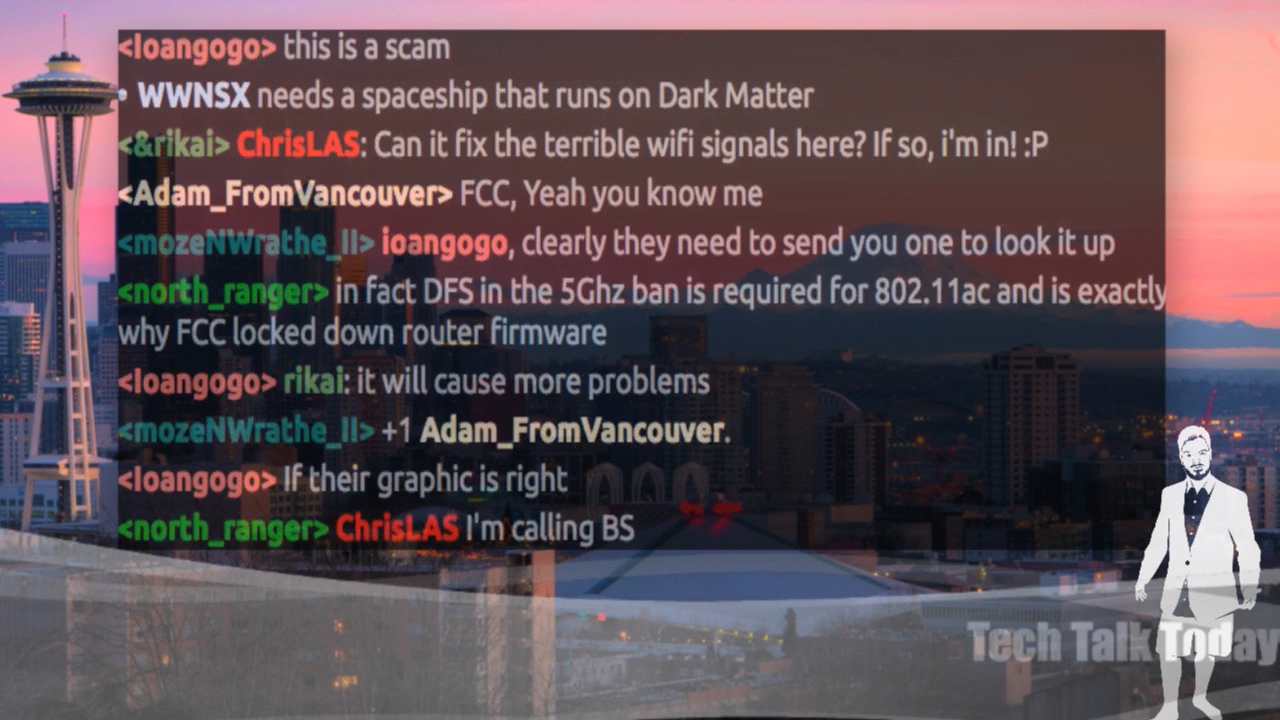 <Ioangogo> this is a scam
• WWNSX needs a spaceship that runs on Dark Matter
<&rikai> ChrisLAS: Can it fix the terrible wifi signals here? If so, i'm in! :P
<Adam_FromVancouver> FCC, Yeah you know me
<mozeNWrathe_II> ioangogo, clearly they need to send you one to look it up
<north_ranger> in fact DFS in the 5Ghz ban is required for 802.11ac and is exactly
why FCC locked down router firmware
<Ioangogo> rikai: it will cause more problems
<mozeNWrathe_II> +1 Adam_FromVancouver.
<Ioangogo> If their graphic is right
<north_ranger> ChrisLAS I'm calling BS
Tech Talk Today